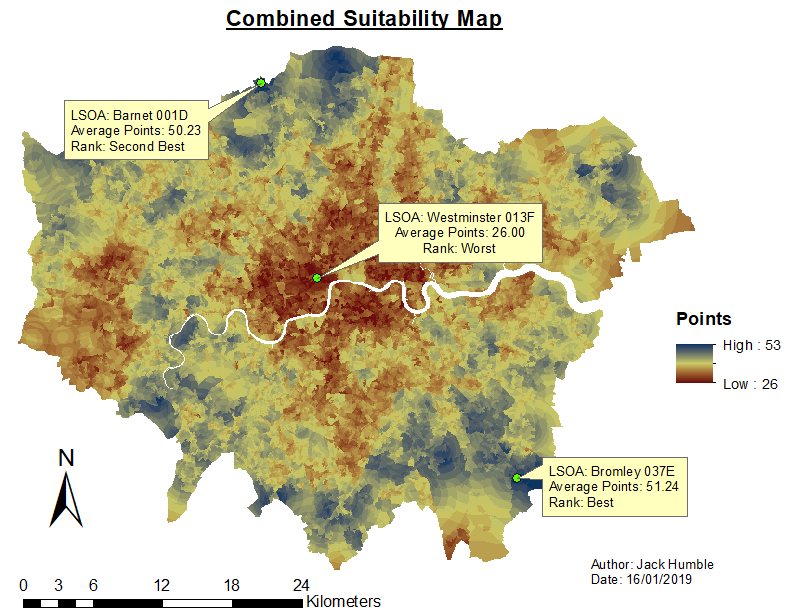 Combined Suitability Map
LSOA: Barnet 001D
Average Points: 50.23
Rank: Second Best
LSOA: Westminster 013F
Average Points: 26.00
Rank: Worst
Points
High : 53
Low : 26
LSOA: Bromley 037E
Average Points: 51.24
Rank: Best
N
Author: Jack Humble
Date: 16/01/2019
0 3 6 12 18 24
Kilometers